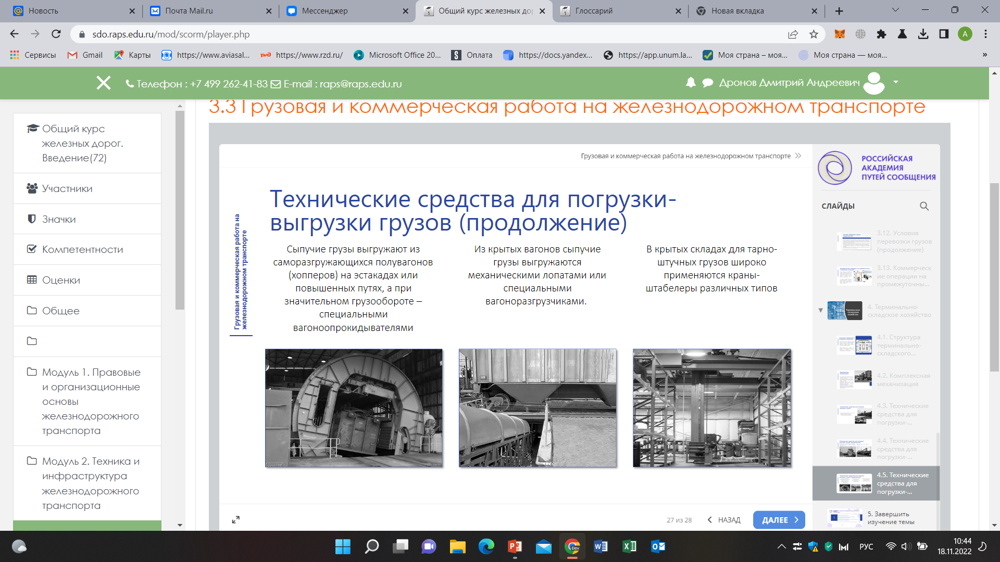 Новость
Почта Mail.ru
Мессенджер
Общий курс железных дор
Глоссарий
Новая вкладка
sdo.raps.edu.ru/mod/scorm/player.php
A
Сервисы
Gmail
Карты
https://www.aviasal...
https://www.rzd.ru/
Microsoft Office 20...
Оплата
https://docs.yandex...
https://app.unum.la...
Моя страна – моя...
Моя страна — моя...
»
Телефон : +7 499 262-41-83 E-mail : raps@raps.edu.ru
Дронов Дмитрий Андреевич
3.3 Грузовая и коммерческая работа на железнодорожном транспорте
Общий курс
железных дорог.
Введение(72)
Участники
Значки
Компетентности
Оценки
Общее
Модуль 1. Правовые
и организационные
основы
железнодорожного
транспорта
Модуль 2. Техника и
инфраструктура
железнодорожного
транспорта
Грузовая и коммерческая работа на железнодорожном транспорте
Грузовая и коммерческая работа на
железнодорожном транспорте
Технические средства для погрузки-
выгрузки грузов (продолжение)
Сыпучие грузы выгружают из
саморазгружающихся полувагонов
(хопперов) на эстакадах или
повышенных путях, а при
значительном грузообороте –
специальными
вагоноопрокидывателями
Из крытых вагонов сыпучие
грузы выгружаются
механическими лопатами или
специальными
вагоноразгрузчиками.
В крытых складах для тарно-
штучных грузов широко
применяются краны-
штабелеры различных типов
27 из 28
НАЗАД
ДАЛЕЕ
РОССИЙСКАЯ
АКАДЕМИЯ
ПУТЕЙ СООБЩЕНИЯ
СЛАЙДЫ
3.12. Условия
перевозки грузов
(продолжение)
3.13. Коммерческ
ие операции на
промежуточны...
4. Терминально-
складское хозяйство
4.1. Структура
терминально-
складского...
4.2. Комплексная
механизация
4.3. Технические
средства для
погрузки-...
4.4. Технические
средства для
погрузки-...
4.5. Технические
средства для
погрузки-...
5. Завершить
изучение темы
РУС
10:44
18.11.2022